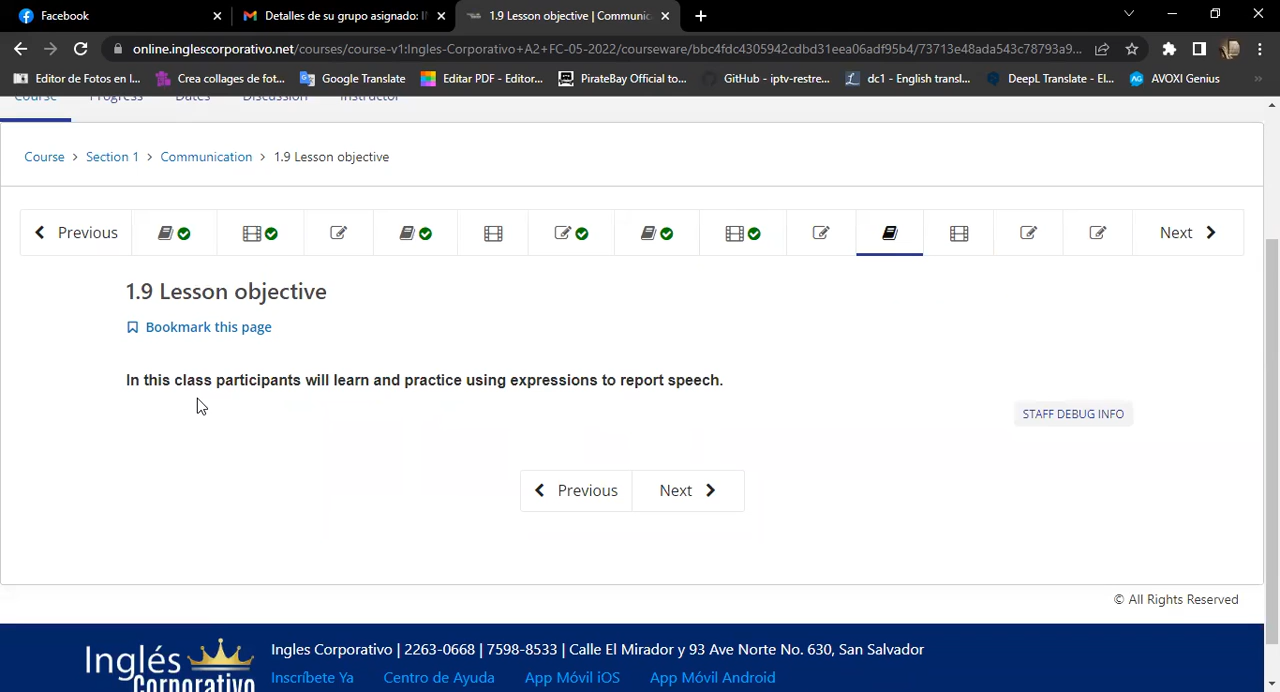 Facebook
Detalles de su grupo asignado: I
1.9 Lesson objective | Communic
online.inglescorporativo.net/courses/course-v1:Ingles-Corporativo+A2+FC-05-2022/courseware/bbc4fdc4305942cdbd31eea06adf95b4/73713e48ada543c78793a9...
Editor de Fotos en l...
Crea collages de fot...
Google Translate
Editar PDF - Editor...
PirateBay Official to...
GitHub - iptv-restre...
dc1 - English transl...
DeepL Translate - El...
AVOXI Genius
Course Progress Dates Discussion Instructor
Course > Section 1 > Communication > 1.9 Lesson objective
Previous
Next
1.9 Lesson objective
Bookmark this page
In this class participants will learn and practice using expressions to report speech.
STAFF DEBUG INFO
Previous
Next
© All Rights Reserved
Inglés
Corporativo
Ingles Corporativo | 2263-0668 | 7598-8533 | Calle El Mirador y 93 Ave Norte No. 630, San Salvador
Inscríbete Ya
Centro de Ayuda
App Móvil iOS
App Móvil Android